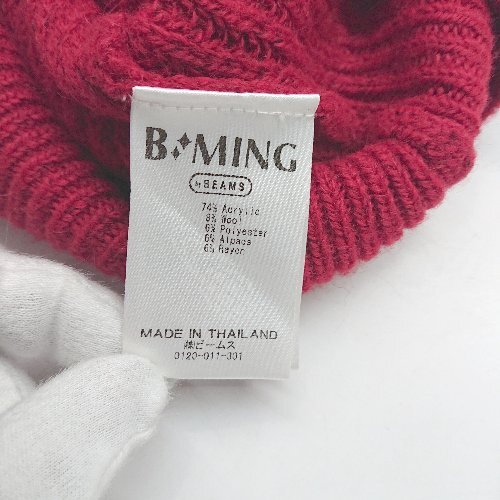 B MING
by BEAMS
74% Acrylic
8% Wool
6% Polyester
6% Alpaca
6% Rayon
MADE IN THAILAND
㈱ビームス
0120-011-301